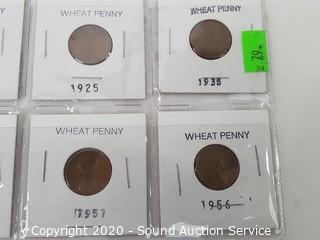 WHEAT PENNY
WHEAT PENNY
1925
1935
WHEAT PENNY
WHEAT PENNY
1956
Copyright 2020 - Sound Auction Service